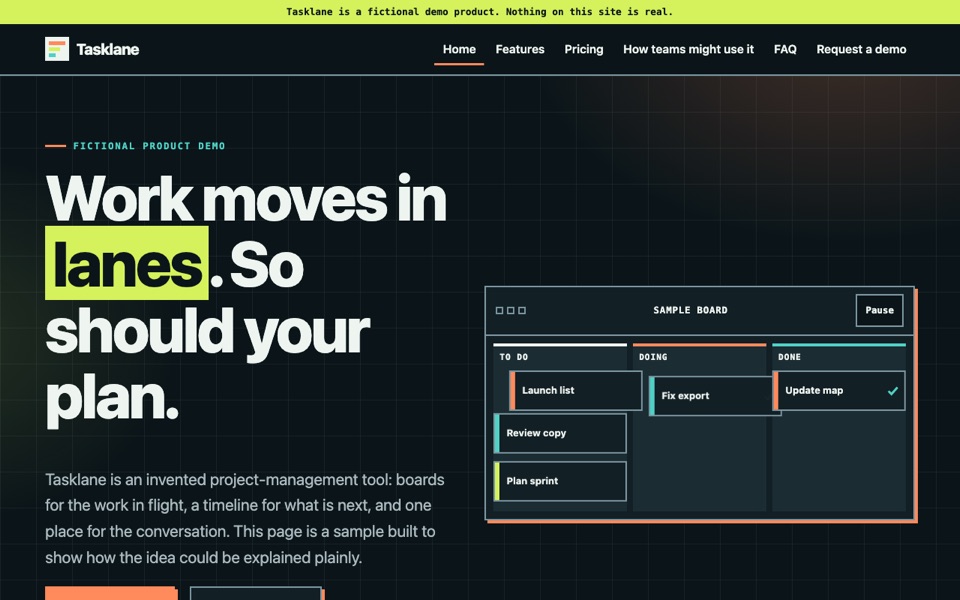 Tasklane is a fictional demo product. Nothing on this site is real.
Tasklane
Home Features Pricing How teams might use it FAQ Request a demo
FICTIONAL PRODUCT DEMO
Work moves in
lanes. So
should your
plan.
Tasklane is an invented project-management tool: boards
for the work in flight, a timeline for what is next, and one
place for the conversation. This page is a sample built to
show how the idea could be explained plainly.
SAMPLE BOARD
Pause
TO DO
Launch list
Review copy
Plan sprint
DOING
Fix export
DONE
Update map